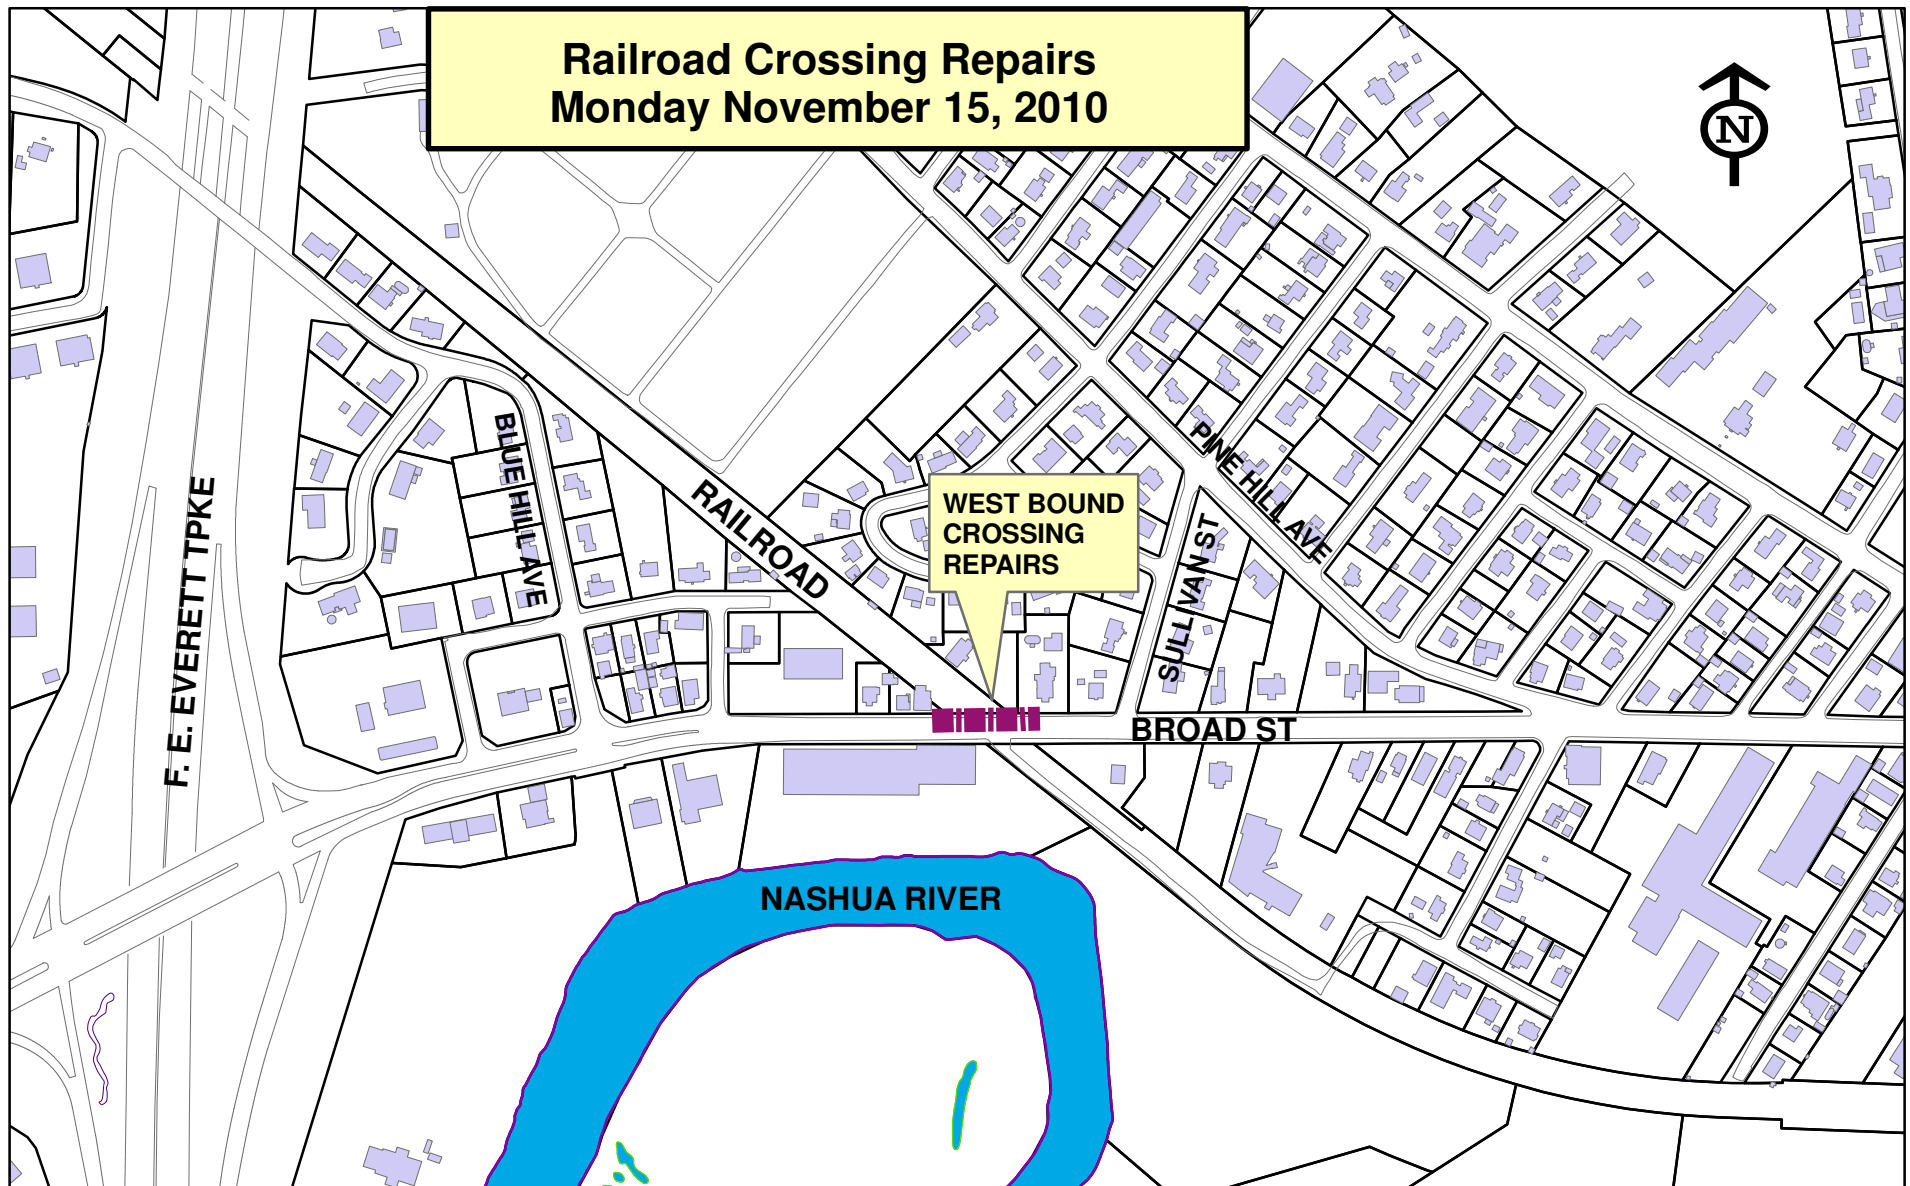 Railroad Crossing Repairs
Monday November 15, 2010
N
BLUE HILL AVE
F. E. EVERETT TPKE
RAILROAD
WEST BOUND
CROSSING
REPAIRS
PINE HILL AVE
SULLIVAN ST
BROAD ST
NASHUA RIVER